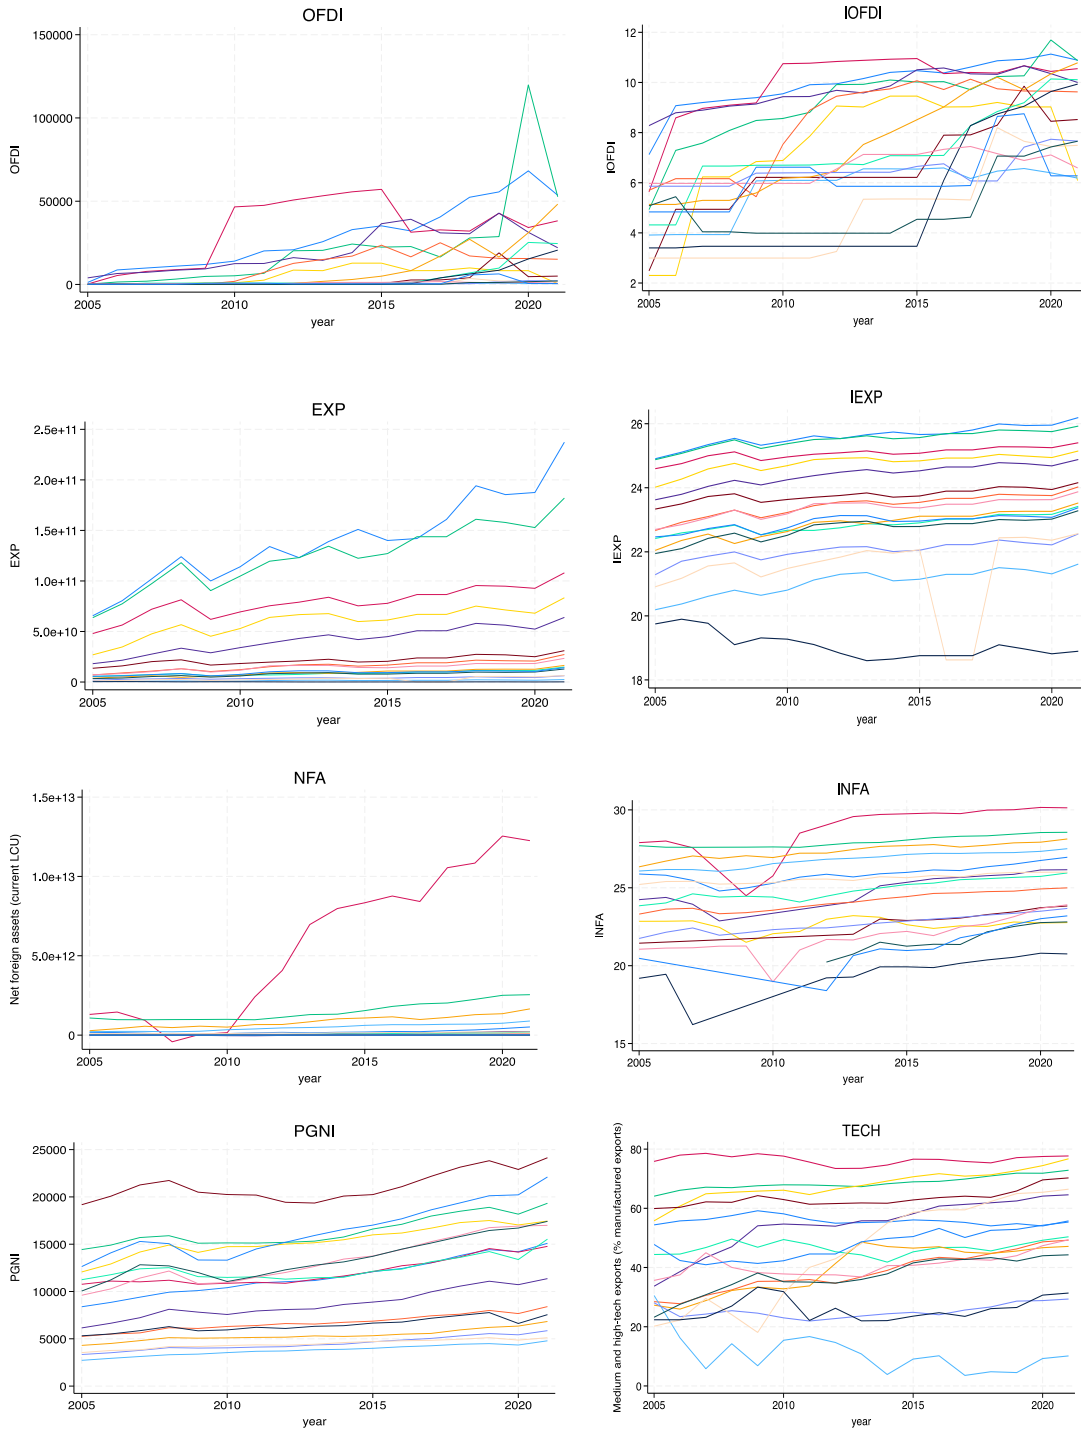 OFDI
150000
100000
50000
0
OFDI
2005 2010 2015 2020
year
IOFDI
12
10
8
6
4
2
IOFDI
2005 2010 2015 2020
year
EXP
2.5e+11
2.0e+11
1.5e+11
1.0e+11
5.0e+10
0
EXP
2005 2010 2015 2020
year
IEXP
26
24
22
20
18
IEXP
2005 2010 2015 2020
year
NFA
1.5e+13
1.0e+13
5.0e+12
0
Net foreign assets (current LCU)
2005 2010 2015 2020
year
INFA
30
25
20
15
INFA
2005 2010 2015 2020
year
PGNI
25000
20000
15000
10000
5000
0
PGNI
2005 2010 2015 2020
year
TECH
80
60
40
20
0
Medium and high-tech exports (% manufactured exports)
2005 2010 2015 2020
year